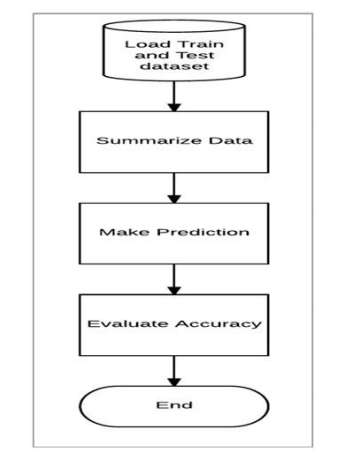 Load Train
and Test
dataset
Summarize Data
Make Prediction
Evaluate Accuracy
End